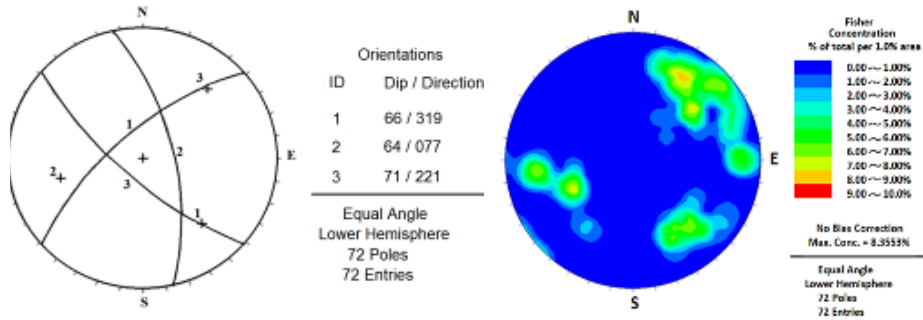 N
3
1
2
E
2
3
1
S
Orientations
ID Dip / Direction
1 66 / 319
2 64 / 077
3 71 / 221
Equal Angle
Lower Hemisphere
72 Poles
72 Entries
N
E
S
Fisher
Concentration
% of total per 1.0% area
0.00~1.00%
1.00~2.00%
2.00~3.00%
3.00~4.00%
4.00~5.00%
5.00~6.00%
6.00~7.00%
7.00~8.00%
8.00~9.00%
9.00~10.0%
No Bias Correction
Max. Conc. = 8.3553%
Equal Angle
Lower Hemisphere
72 Poles
72 Entries